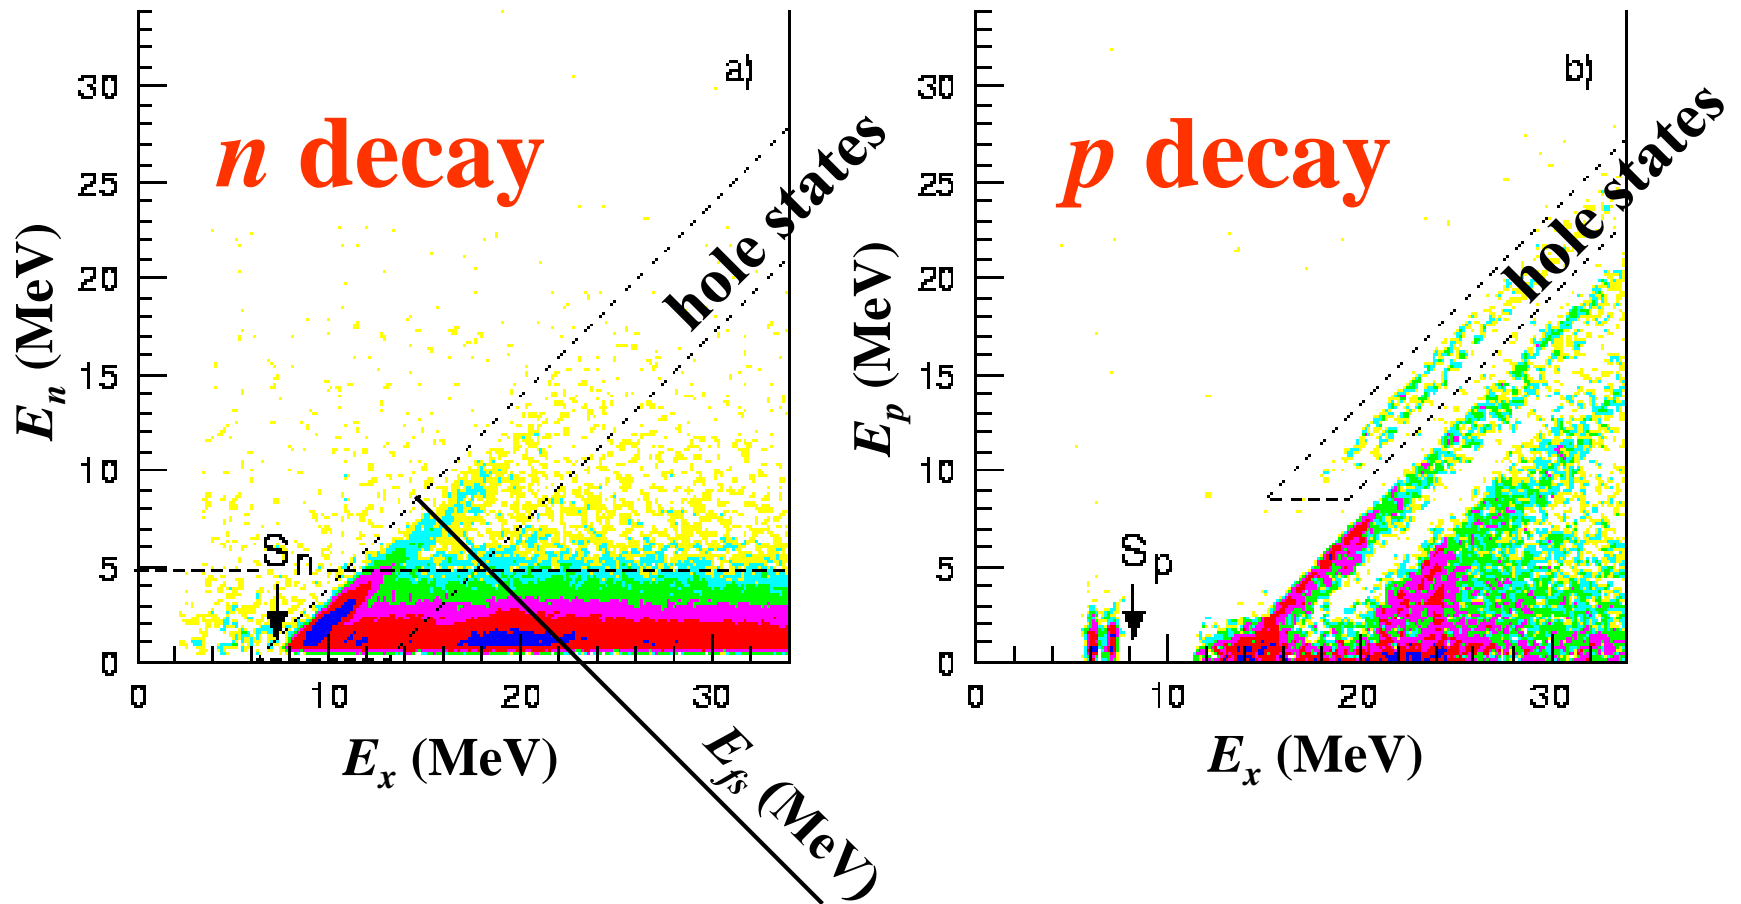 a)
n decay
hole states
E_n (MeV)
30
25
20
15
10
5
0
S_n
0 10 20 30
E_x (MeV)
E_fs (MeV)
b)
p decay
hole states
E_p (MeV)
30
25
20
15
10
5
0
S_p
0 10 20 30
E_x (MeV)